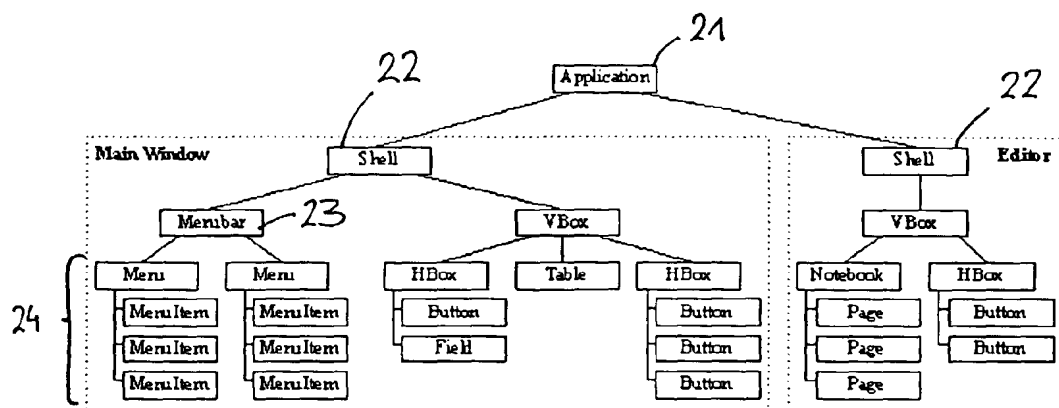 21
Application
22
22
Main Window
Shell
Shell
Editor
Menubar
23
VBox
VBox
24
Menu
Menu
HBox
Table
HBox
Notebook
HBox
MenuItem
MenuItem
Button
Button
Page
Button
MenuItem
MenuItem
Field
Button
Page
Button
MenuItem
MenuItem
Button
Page